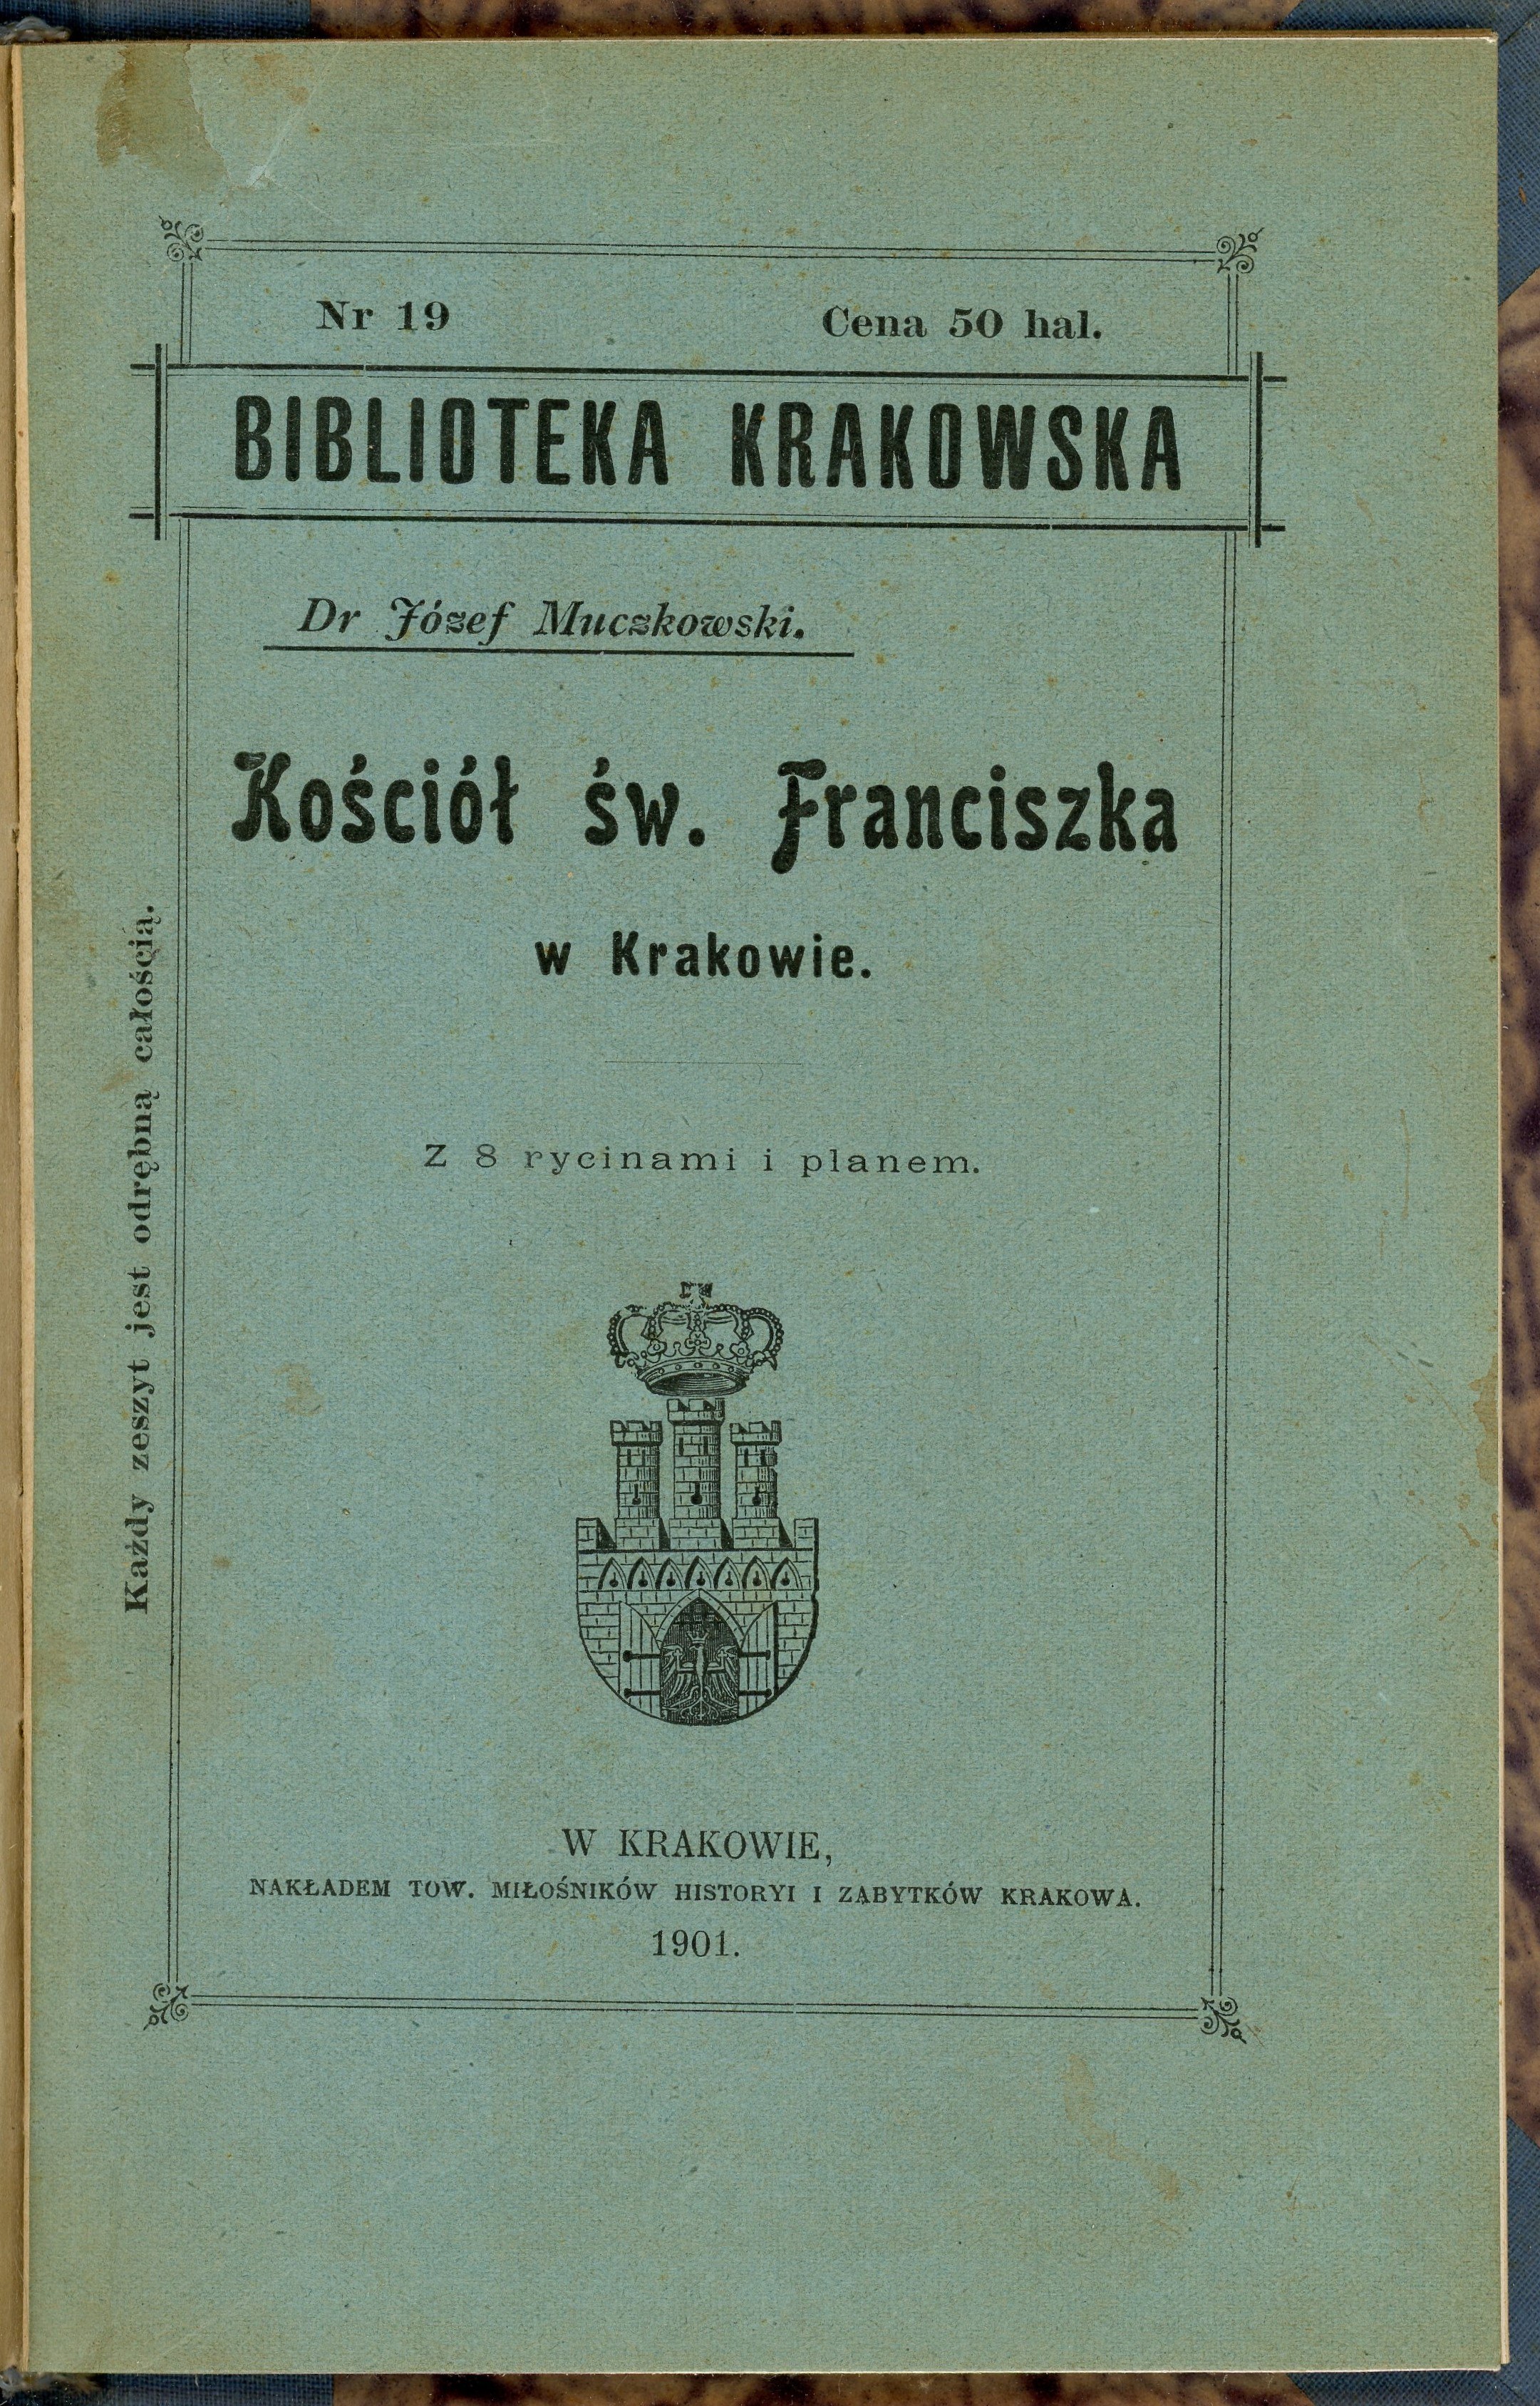 Nr 19
Cena 50 hal.
BIBLIOTEKA KRAKOWSKA
Dr Józef Muczkowski.
Kościół św. Franciszka
w Krakowie.
Z 8 rycinami i planem.
Każdy zeszyt jest odrębną całością.
W KRAKOWIE,
NAKŁADEM TOW. MIŁOŚNIKÓW HISTORYI I ZABYTKÓW KRAKOWA.
1901.